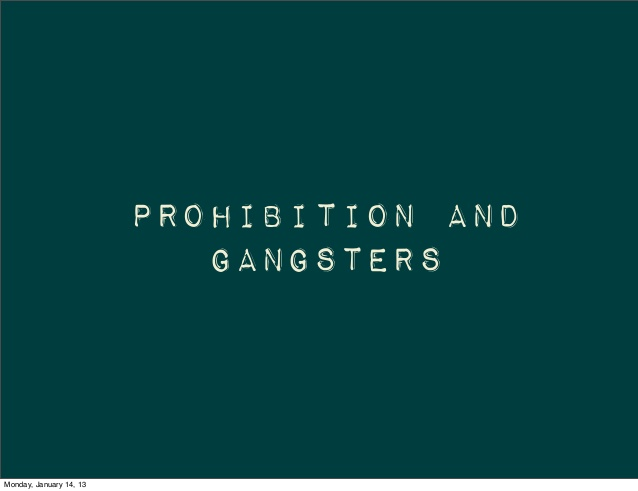 PROHIBITION AND
GANGSTERS
Monday, January 14, 13